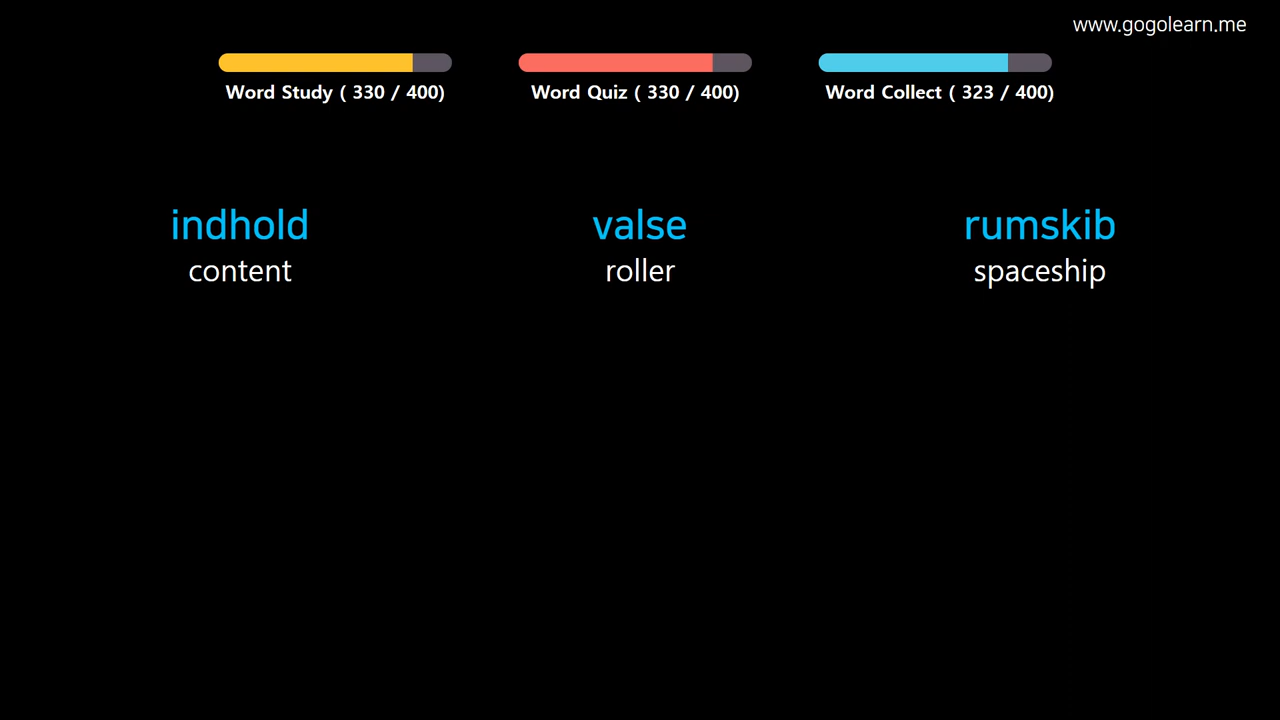 www.gogolearn.me
Word Study ( 330 / 400)
Word Quiz ( 330 / 400)
Word Collect ( 323 / 400)
indhold
content
valse
roller
rumskib
spaceship